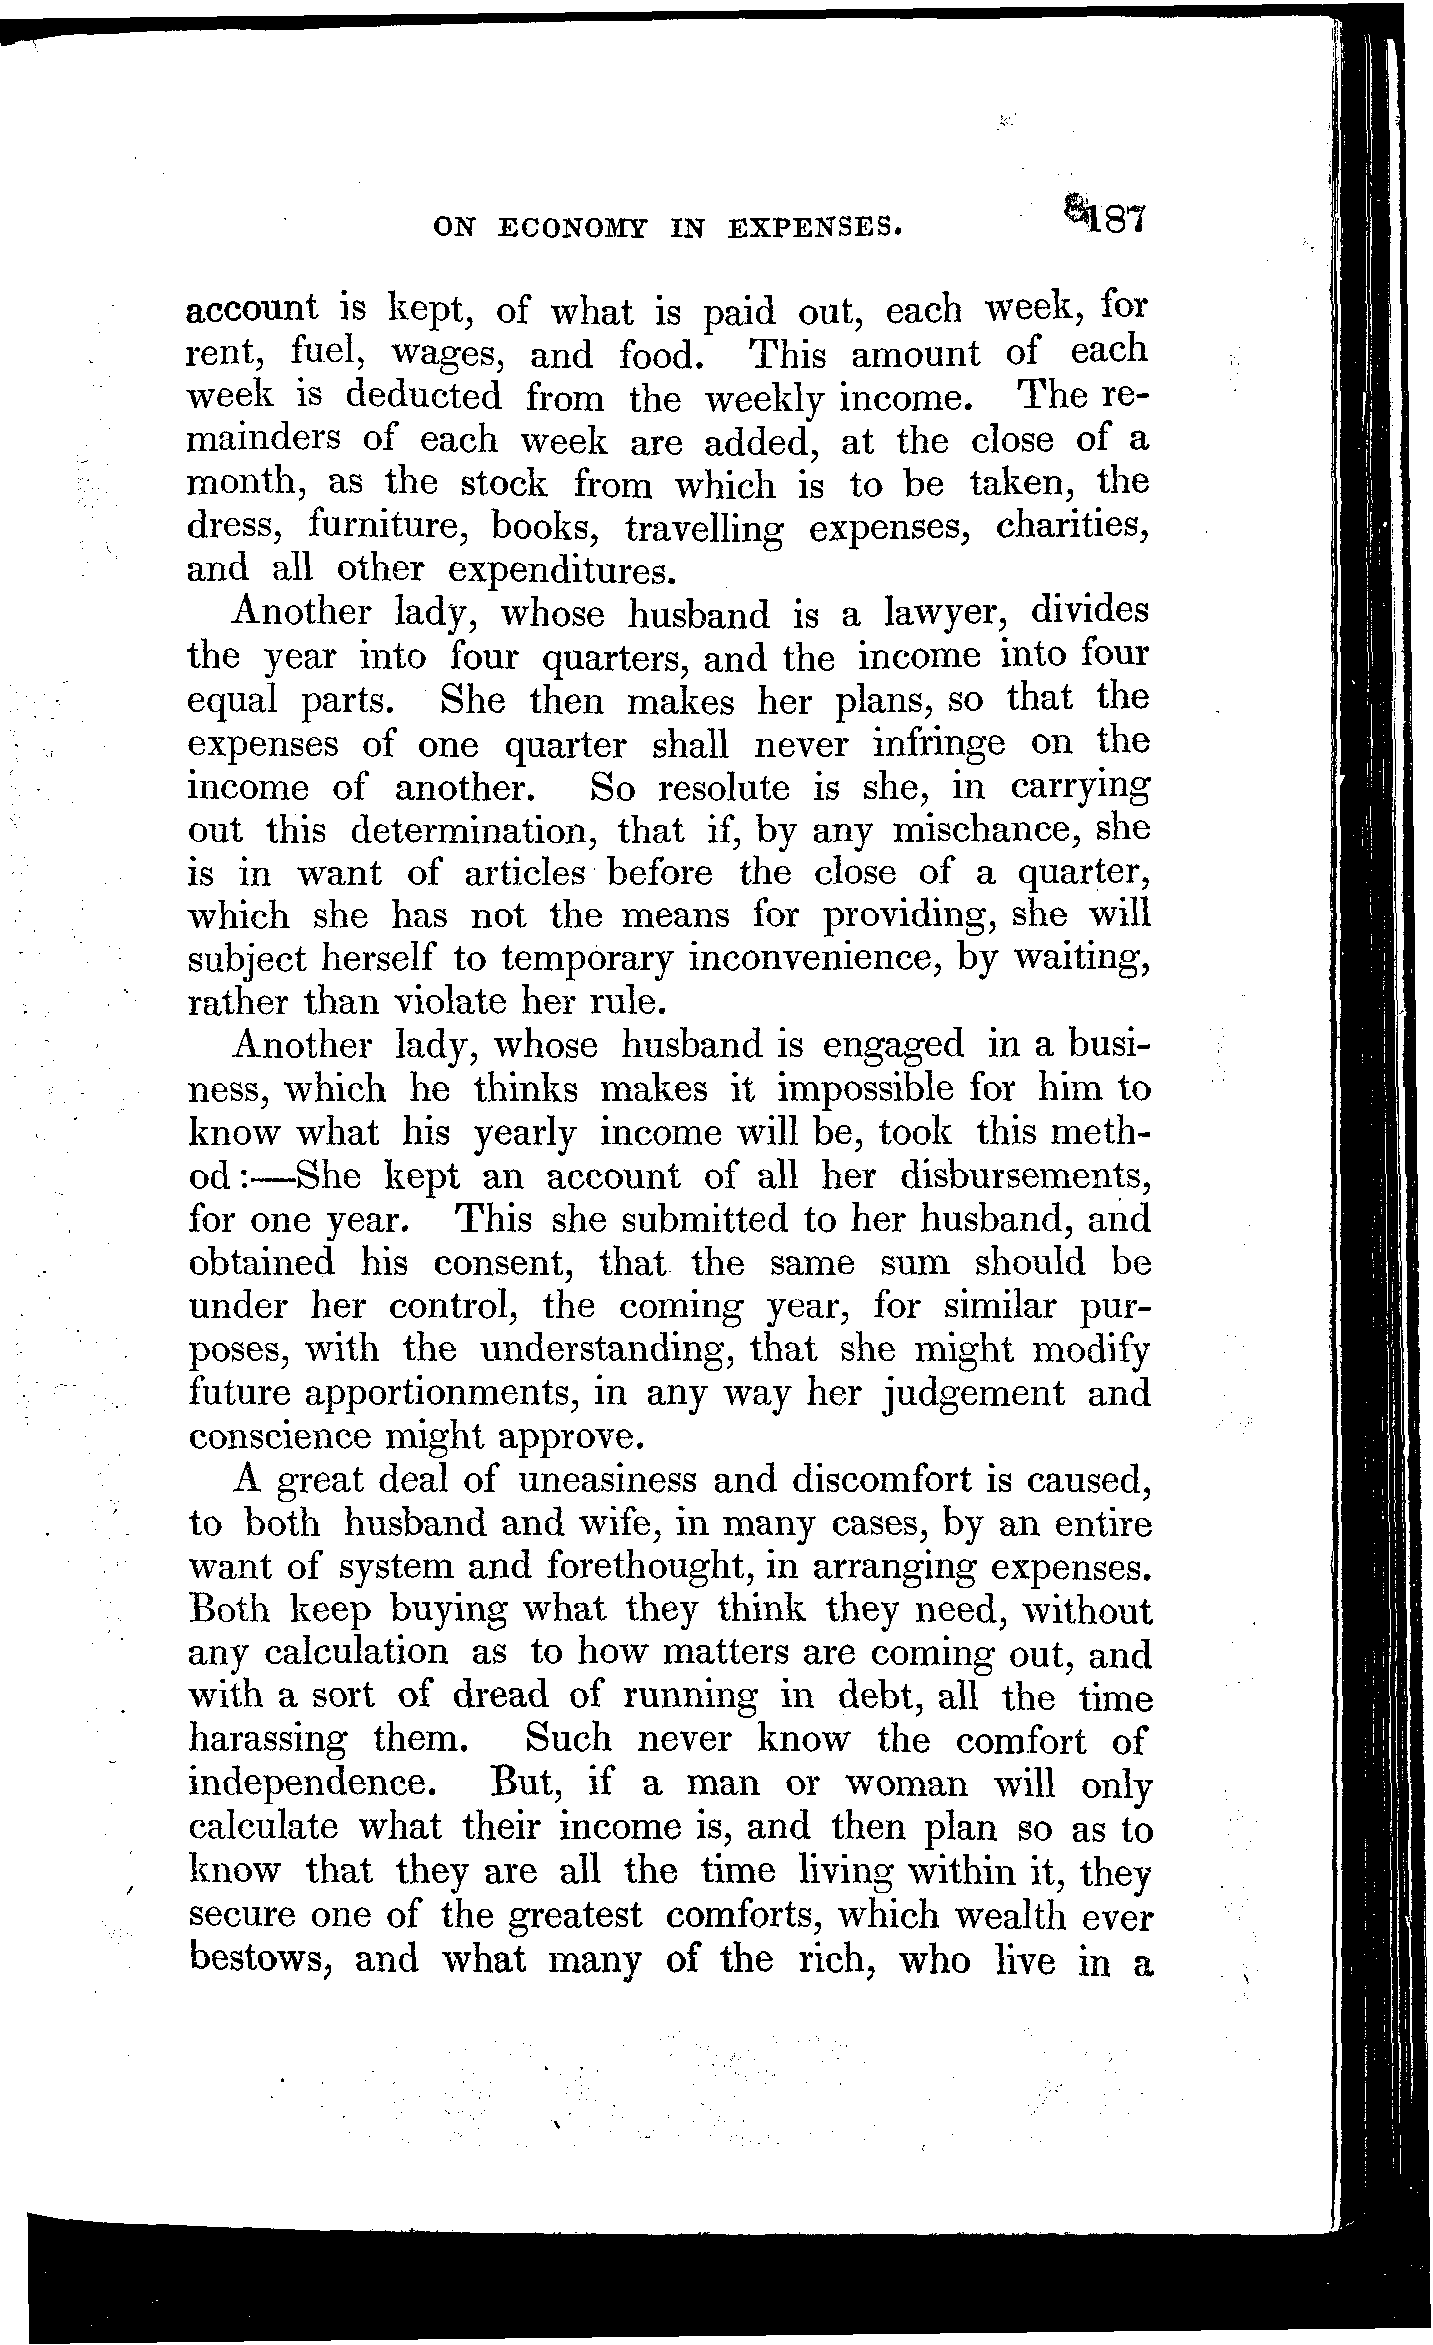 ON ECONOMY IN EXPENSES. 187
account is kept, of what is paid out, each week, for
rent, fuel, wages, and food. This amount of each
week is deducted from the weekly income. The re-
mainders of each week are added, at the close of a
month, as the stock from which is to be taken, the
dress, furniture, books, travelling expenses, charities,
and all other expenditures.
Another lady, whose husband is a lawyer, divides
the year into four quarters, and the income into four
equal parts. She then makes her plans, so that the
expenses of one quarter shall never infringe on the
income of another. So resolute is she, in carrying
out this determination, that if, by any mischance, she
is in want of articles before the close of a quarter,
which she has not the means for providing, she will
subject herself to temporary inconvenience, by waiting,
rather than violate her rule.
Another lady, whose husband is engaged in a busi-
ness, which he thinks makes it impossible for him to
know what his yearly income will be, took this meth-
od:—She kept an account of all her disbursements,
for one year. This she submitted to her husband, and
obtained his consent, that the same sum should be
under her control, the coming year, for similar pur-
poses, with the understanding, that she might modify
future apportionments, in any way her judgement and
conscience might approve.
A great deal of uneasiness and discomfort is caused,
to both husband and wife, in many cases, by an entire
want of system and forethought, in arranging expenses.
Both keep buying what they think they need, without
any calculation as to how matters are coming out, and
with a sort of dread of running in debt, all the time
harassing them. Such never know the comfort of
independence. But, if a man or woman will only
calculate what their income is, and then plan so as to
know that they are all the time living within it, they
secure one of the greatest comforts, which wealth ever
bestows, and what many of the rich, who live in a